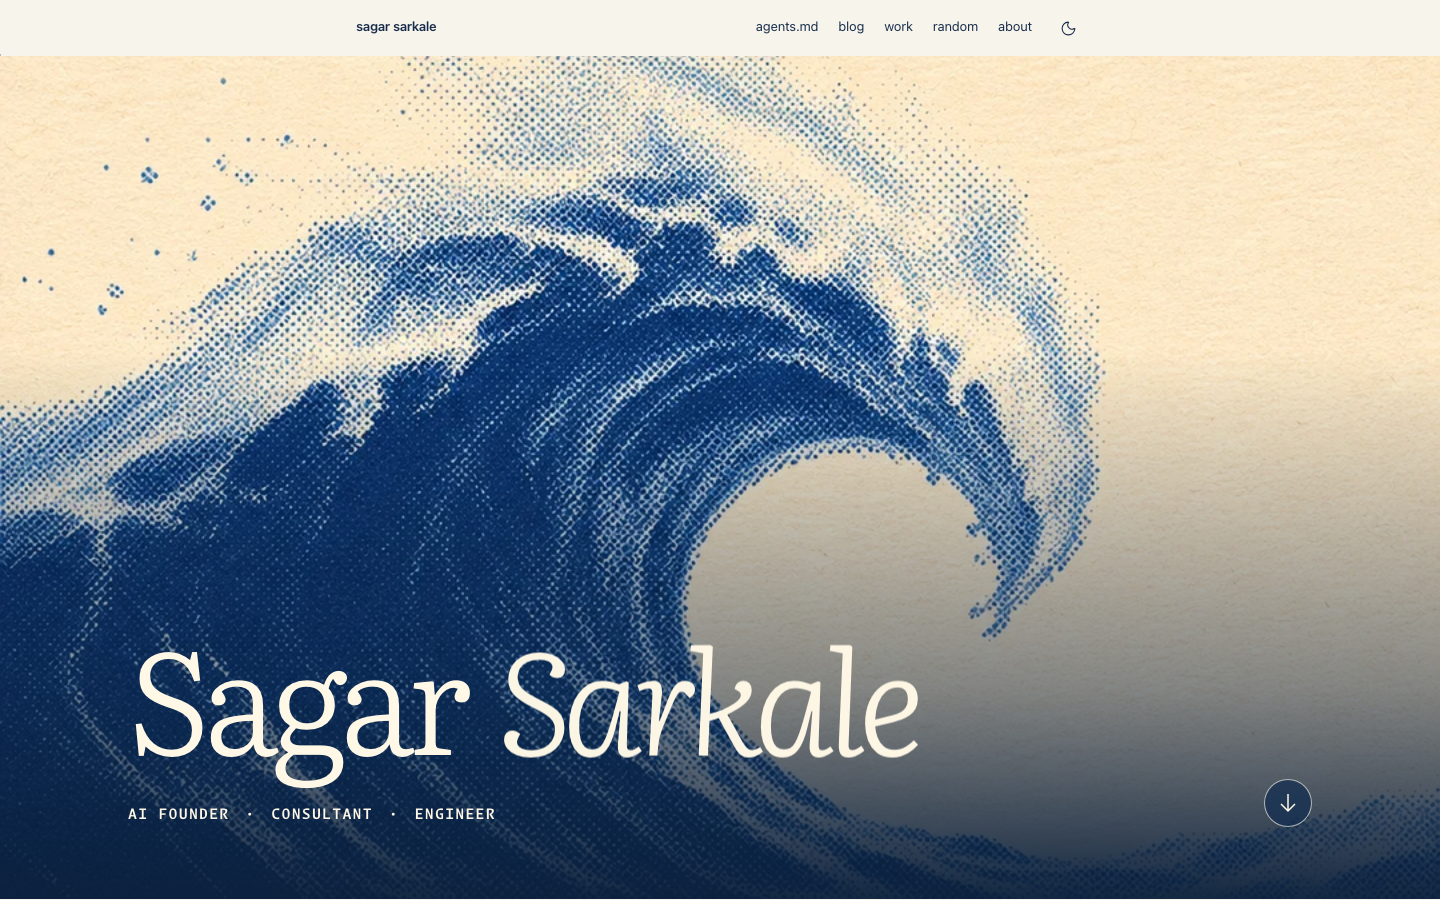 sagar sarkale agents.md blog work random about
Sagar Sarkale
AI FOUNDER · CONSULTANT · ENGINEER